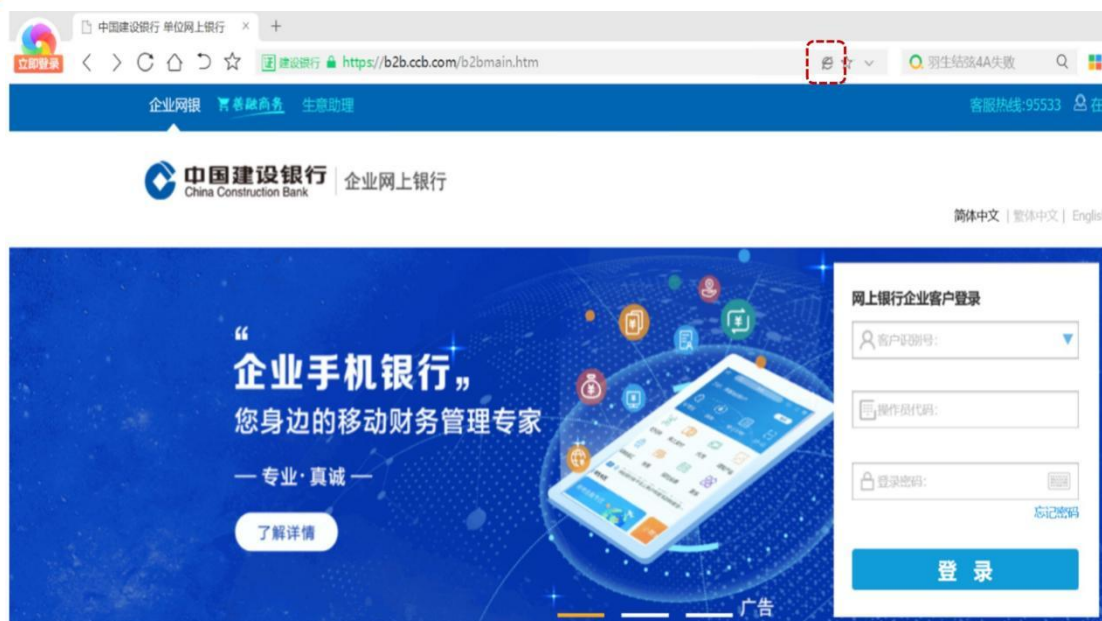 中国建设银行 单位网上银行 × +
立即登录
建设银行 https://b2b.ccb.com/b2bmain.htm
羽生结弦4A失败
企业网银 善融商务 生意助理
客服热线:95533 在
中国建设银行
China Construction Bank
企业网上银行
简体中文 | 繁体中文 | Englis
“
企业手机银行”
您身边的移动财务管理专家
— 专业·真诚 —
了解详情
广告
网上银行企业客户登录
客户识别号:
操作员代码:
登录密码:
忘记密码
登 录